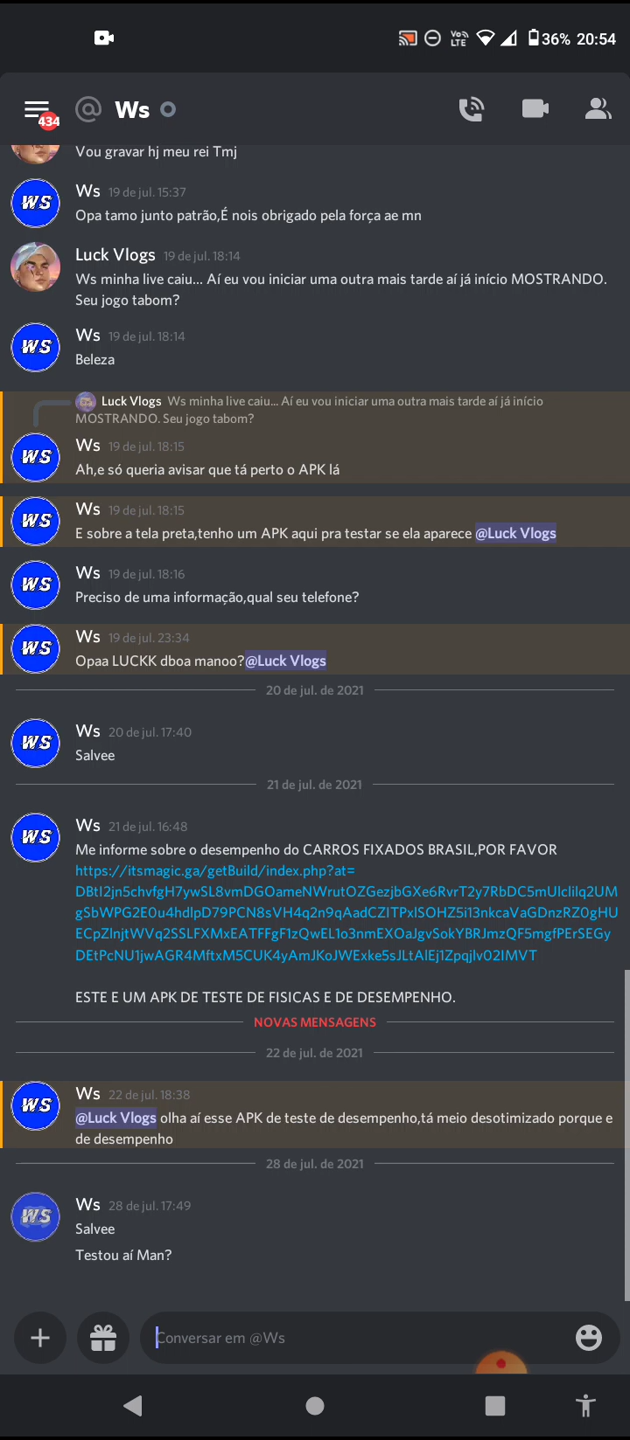 Vo))
LTE
36% 20:54
434
@ Ws
Vou gravar hj meu rei Tmj
WS
Ws 19 de jul. 15:37
Opa tamo junto patrão,É nois obrigado pela força ae mn
Luck Vlogs 19 de jul. 18:14
Ws minha live caiu... Aí eu vou iniciar uma outra mais tarde aí já início MOSTRANDO.
Seu jogo tabom?
WS
Ws 19 de jul. 18:14
Beleza
Luck Vlogs Ws minha live caiu... Aí eu vou iniciar uma outra mais tarde aí já início
MOSTRANDO. Seu jogo tabom?
WS
Ws 19 de jul. 18:15
Ah,e só queria avisar que tá perto o APK lá
WS
Ws 19 de jul. 18:15
E sobre a tela preta,tenho um APK aqui pra testar se ela aparece @Luck Vlogs
WS
Ws 19 de jul. 18:16
Preciso de uma informação,qual seu telefone?
WS
Ws 19 de jul. 23:34
Opaa LUCKK dboa manoo?@Luck Vlogs
20 de jul. de 2021
WS
Ws 20 de jul. 17:40
Salvee
21 de jul. de 2021
WS
Ws 21 de jul. 16:48
Me informe sobre o desempenho do CARROS FIXADOS BRASIL,POR FAVOR
https://itsmagic.ga/getBuild/index.php?at=
ESTE E UM APK DE TESTE DE FISICAS E DE DESEMPENHO.
NOVAS MENSAGENS
22 de jul. de 2021
WS
Ws 22 de jul. 18:38
@Luck Vlogs olha aí esse APK de teste de desempenho,tá meio desotimizado porque e
de desempenho
28 de jul. de 2021
WS
Ws 28 de jul. 17:49
Salvee
Testou aí Man?
Conversar em @Ws